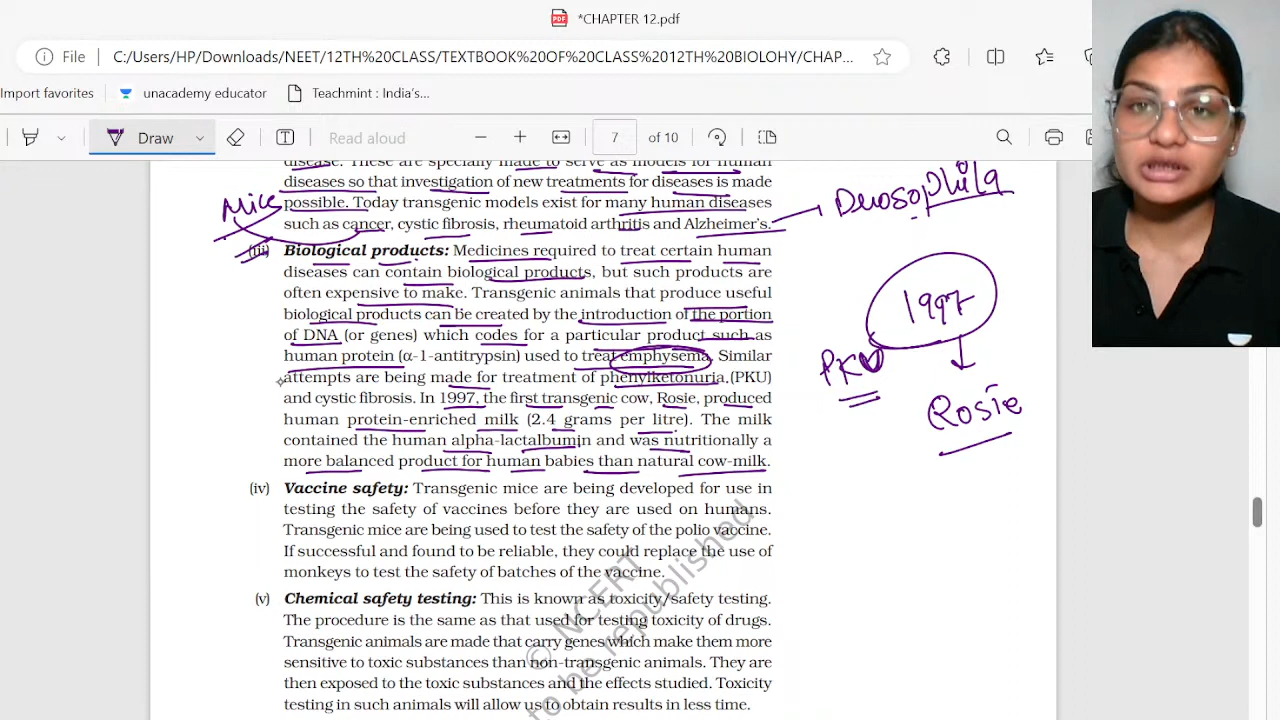 *CHAPTER 12.pdf
File C:/Users/HP/Downloads/NEET/12TH%20CLASS/TEXTBOOK%20OF%20CLASS%2012TH%20BIOLOHY/CHAP...
Import favorites unacademy educator Teachmint : India's...
Draw Read aloud 7 of 10
disease. These are specially made to serve as models for human
diseases so that investigation of new treatments for diseases is made
possible. Today transgenic models exist for many human diseases
such as cancer, cystic fibrosis, rheumatoid arthritis and Alzheimer's.
(iii) Biological products: Medicines required to treat certain human
diseases can contain biological products, but such products are
often expensive to make. Transgenic animals that produce useful
biological products can be created by the introduction of the portion
of DNA (or genes) which codes for a particular product such as
human protein (α-1-antitrypsin) used to treat emphysema. Similar
attempts are being made for treatment of phenylketonuria (PKU)
and cystic fibrosis. In 1997, the first transgenic cow, Rosie, produced
human protein-enriched milk (2.4 grams per litre). The milk
contained the human alpha-lactalbumin and was nutritionally a
more balanced product for human babies than natural cow-milk.
(iv) Vaccine safety: Transgenic mice are being developed for use in
testing the safety of vaccines before they are used on humans.
Transgenic mice are being used to test the safety of the polio vaccine.
If successful and found to be reliable, they could replace the use of
monkeys to test the safety of batches of the vaccine.
(v) Chemical safety testing: This is known as toxicity/safety testing.
The procedure is the same as that used for testing toxicity of drugs.
Transgenic animals are made that carry genes which make them more
sensitive to toxic substances than non-transgenic animals. They are
then exposed to the toxic substances and the effects studied. Toxicity
testing in such animals will allow us to obtain results in less time.
Mice
1997
PKU
Rosie
© NCERT
to be republished